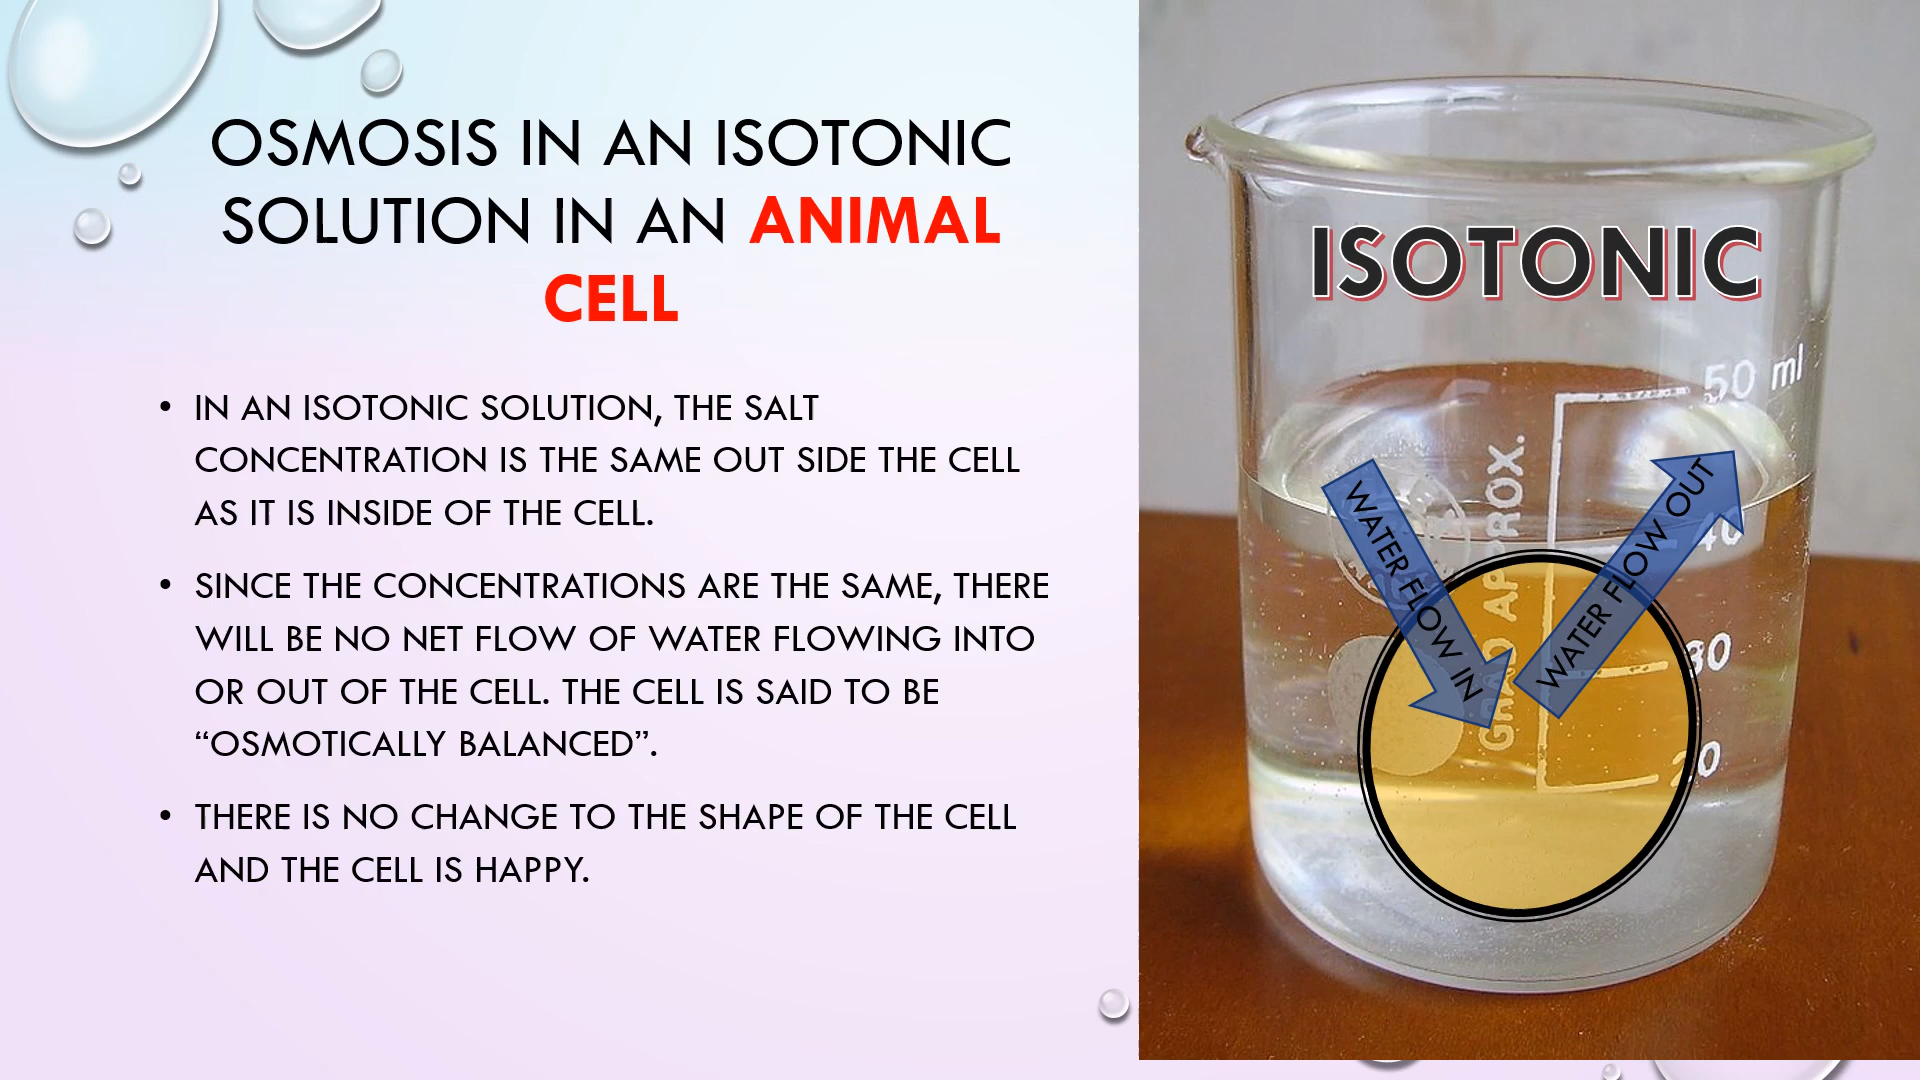 OSMOSIS IN AN ISOTONIC
SOLUTION IN AN ANIMAL
CELL
• IN AN ISOTONIC SOLUTION, THE SALT
CONCENTRATION IS THE SAME OUT SIDE THE CELL
AS IT IS INSIDE OF THE CELL.
• SINCE THE CONCENTRATIONS ARE THE SAME, THERE
WILL BE NO NET FLOW OF WATER FLOWING INTO
OR OUT OF THE CELL. THE CELL IS SAID TO BE
“OSMOTICALLY BALANCED”.
• THERE IS NO CHANGE TO THE SHAPE OF THE CELL
AND THE CELL IS HAPPY.
ISOTONIC
50 ml
WATER FLOW IN
WATER FLOW OUT
GRAD APPROX.
40
30
20